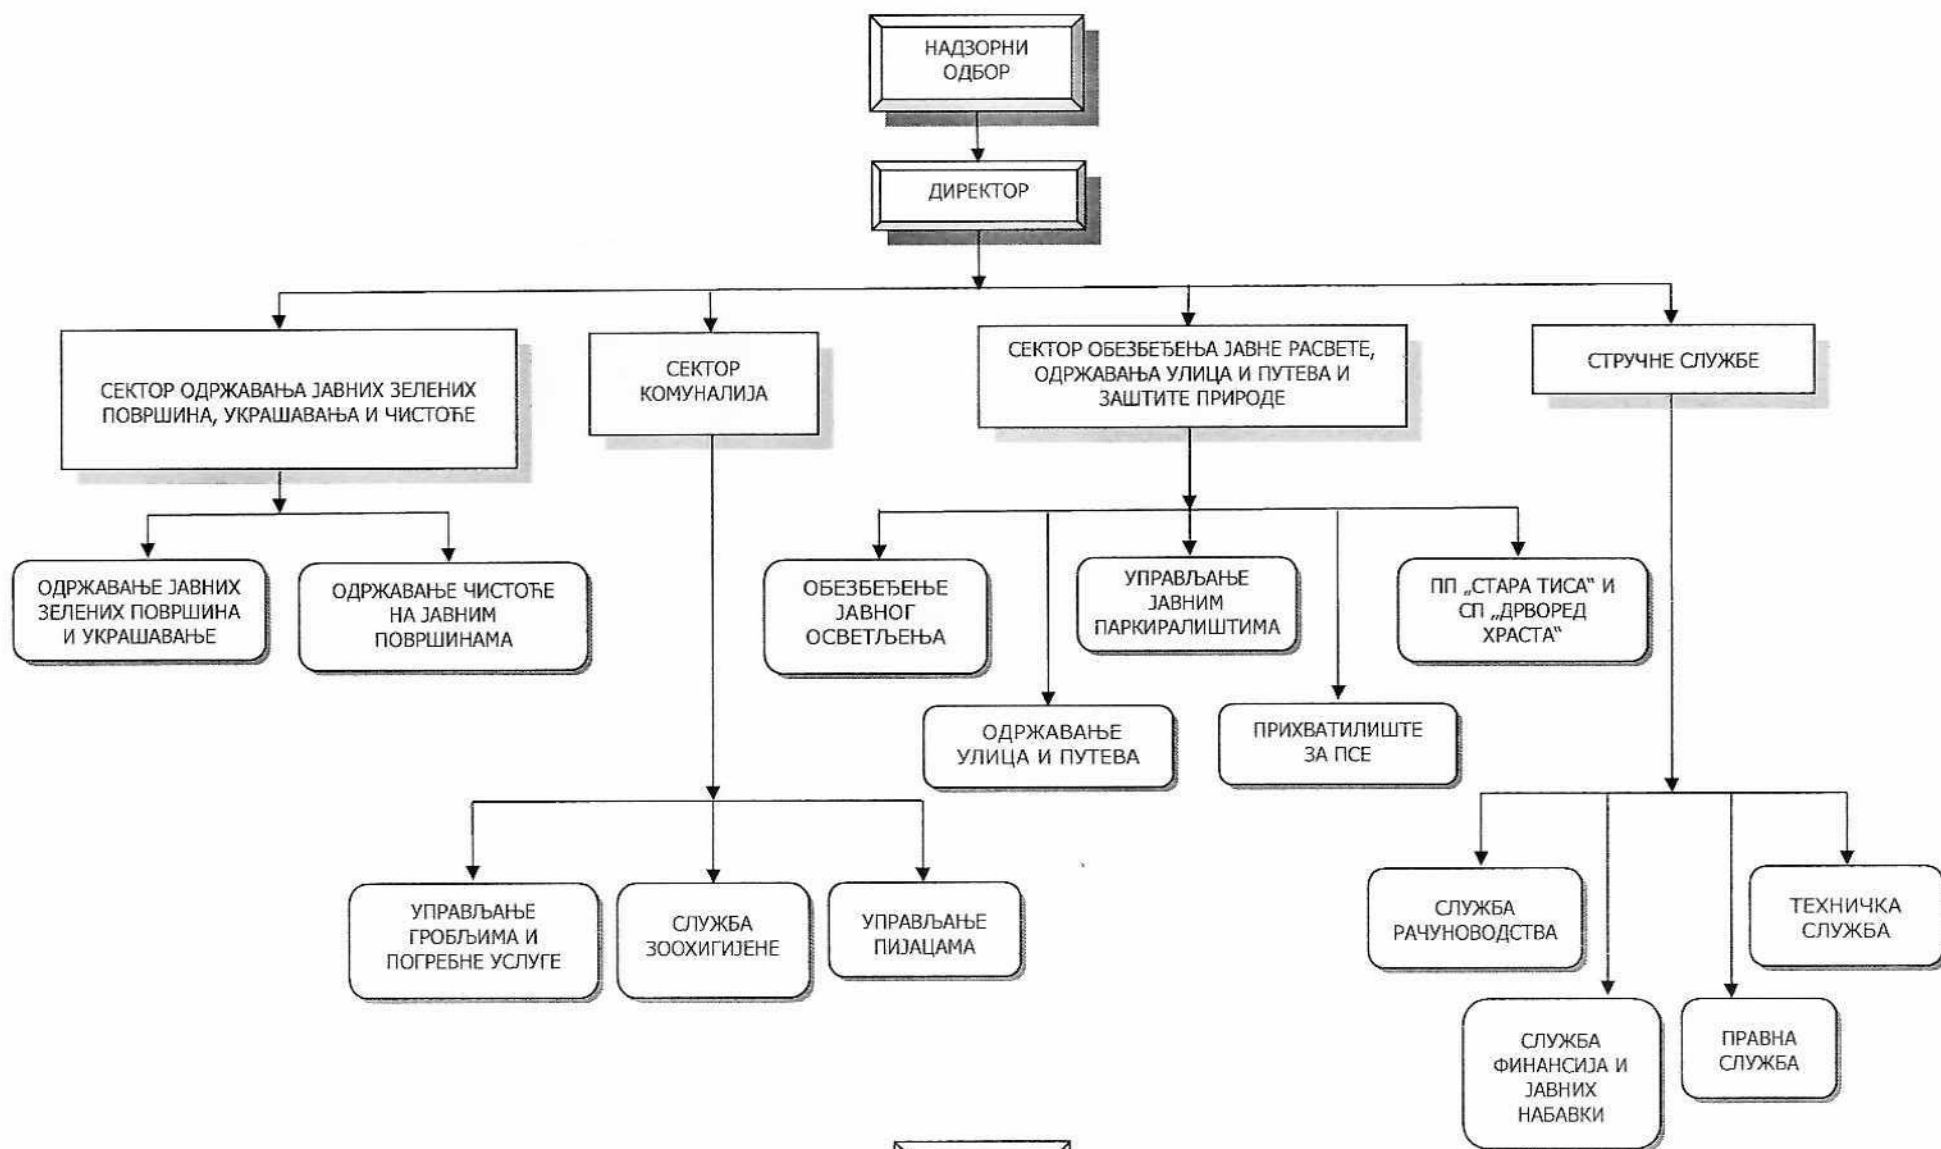 НАДЗОРНИ
ОДБОР
ДИРЕКТОР
СЕКТОР ОДРЖАВАЊА ЈАВНИХ ЗЕЛЕНИХ
ПОВРШИНА, УКРАШАВАЊА И ЧИСТОЋЕ
СЕКТОР
КОМУНАЛИЈА
СЕКТОР ОБЕЗБЕЂЕЊА ЈАВНЕ РАСВЕТЕ,
ОДРЖАВАЊА УЛИЦА И ПУТЕВА И
ЗАШТИТЕ ПРИРОДЕ
СТРУЧНЕ СЛУЖБЕ
ОДРЖАВАЊЕ ЈАВНИХ
ЗЕЛЕНИХ ПОВРШИНА
И УКРАШАВАЊЕ
ОДРЖАВАЊЕ ЧИСТОЋЕ
НА ЈАВНИМ
ПОВРШИНАМА
ОБЕЗБЕЂЕЊЕ
ЈАВНОГ
ОСВЕТЉЕЊА
УПРАВЉАЊЕ
ЈАВНИМ
ПАРКИРАЛИШТИМА
ПП „СТАРА ТИСА“ И
СП „ДРВОРЕД
ХРАСТА“
ОДРЖАВАЊЕ
УЛИЦА И ПУТЕВА
ПРИХВАТИЛИШТЕ
ЗА ПСЕ
УПРАВЉАЊЕ
ГРОБЉИМА И
ПОГРЕБНЕ УСЛУГЕ
СЛУЖБА
ЗООХИГИЈЕНЕ
УПРАВЉАЊЕ
ПИЈАЦАМА
СЛУЖБА
РАЧУНОВОДСТВА
ТЕХНИЧКА
СЛУЖБА
СЛУЖБА
ФИНАНСИЈА И
ЈАВНИХ
НАБАВКИ
ПРАВНА
СЛУЖБА